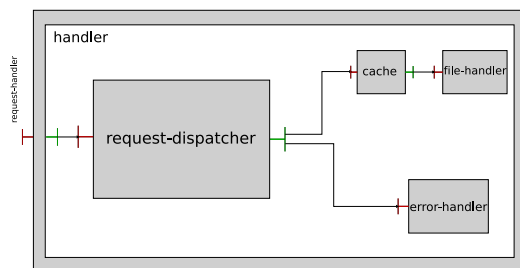 handler
request-handler
cache
file-handler
request-dispatcher
error-handler